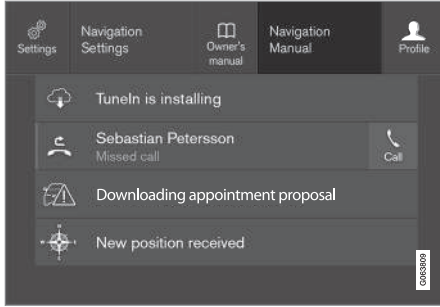 Settings
Navigation
Settings
Owner's
manual
Navigation
Manual
Profile
TuneIn is installing
Sebastian Petersson
Missed call
Call
Downloading appointment proposal
New position received
G063809